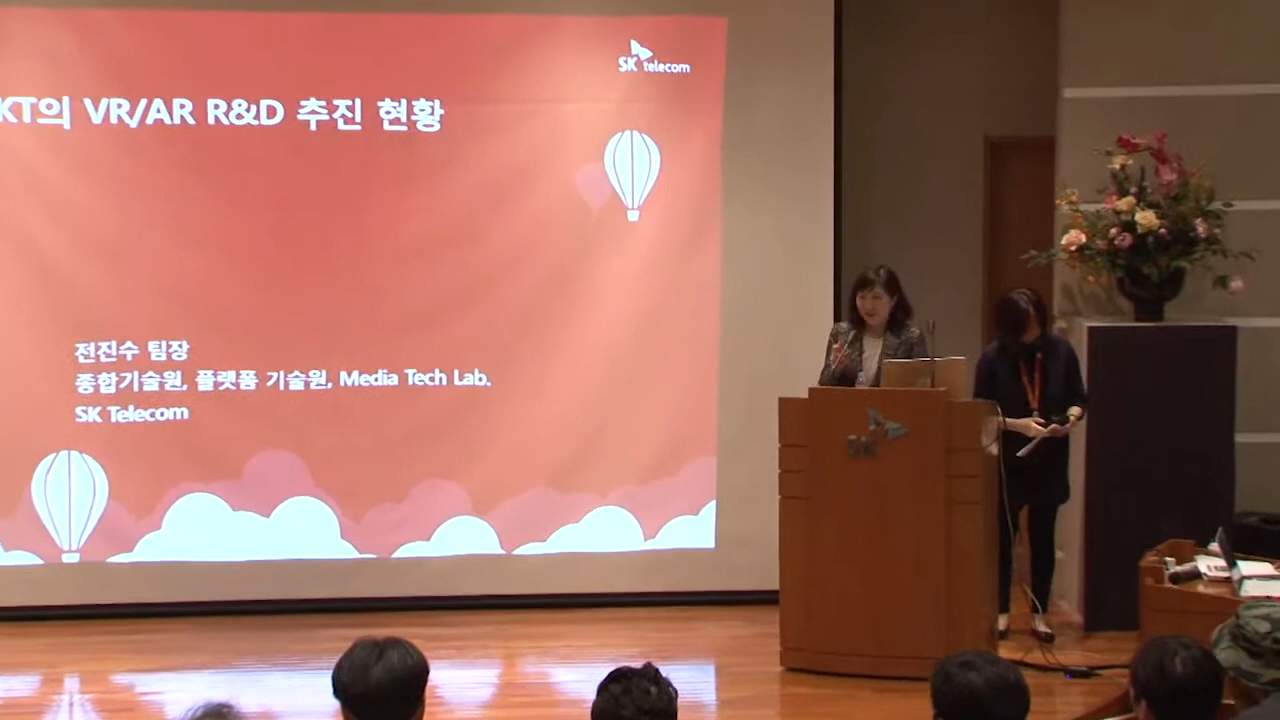 SK telecom
KT의 VR/AR R&D 추진 현황
전진수 팀장
종합기술원, 플랫폼 기술원, Media Tech Lab.
SK Telecom
SK